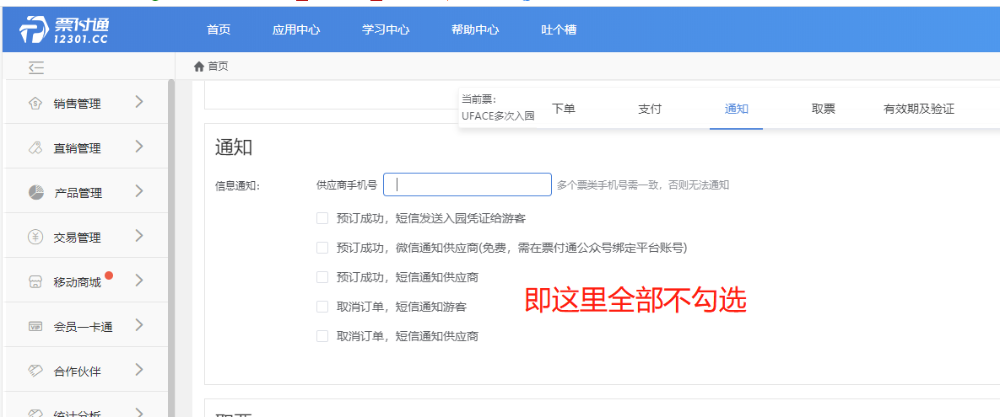 票付通
12301.CC
首页 应用中心 学习中心 帮助中心 吐个槽
首页
销售管理
直销管理
产品管理
交易管理
移动商城
VIP 会员一卡通
合作伙伴
统计分析
当前票：
UFACE多次入园
下单 支付 通知 取票 有效期及验证
通知
信息通知： 供应商手机号 多个票类手机号需一致，否则无法通知
预订成功，短信发送入园凭证给游客
预订成功，微信通知供应商(免费，需在票付通公众号绑定平台账号)
预订成功，短信通知供应商
取消订单，短信通知游客
取消订单，短信通知供应商
即这里全部不勾选